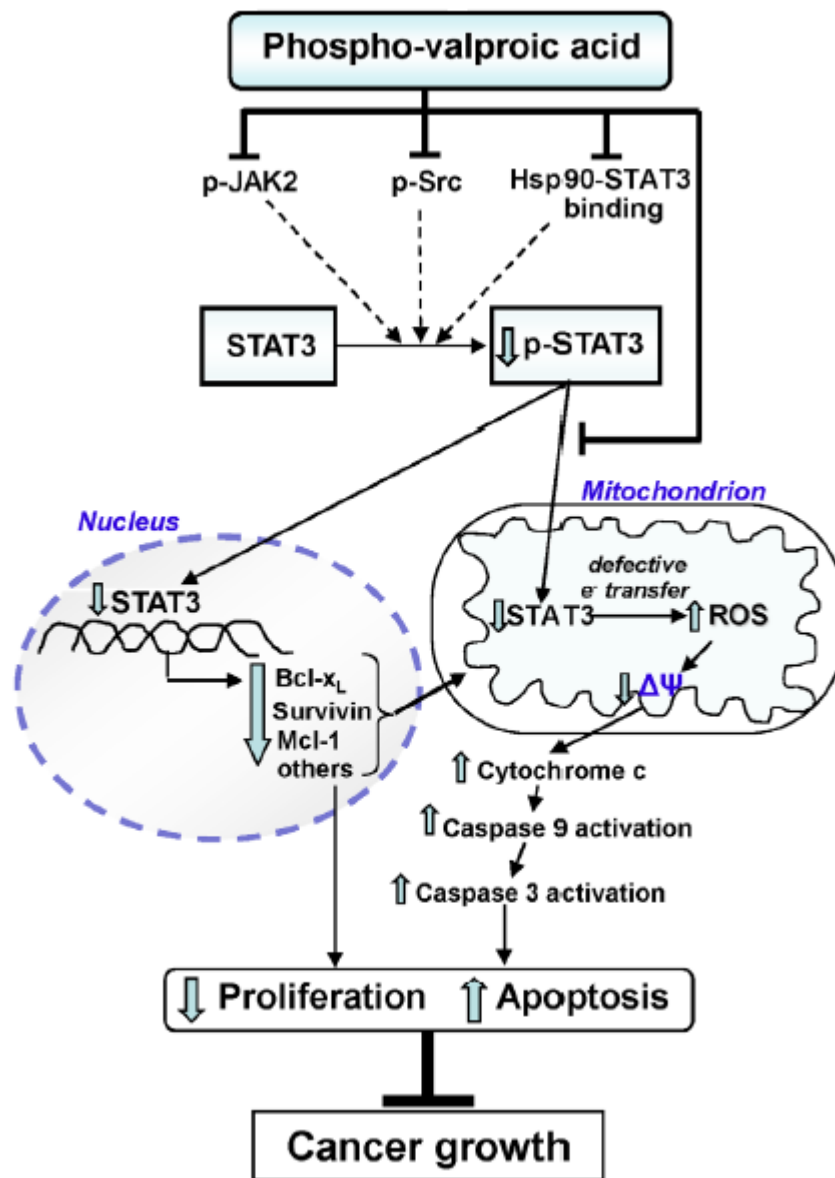 Phospho-valproic acid
p-JAK2
p-Src
Hsp90-STAT3
binding
STAT3
p-STAT3
Nucleus
Mitochondrion
STAT3
defective
e⁻ transfer
STAT3
ROS
ΔΨ
Bcl-xL
Survivin
Mcl-1
others
Cytochrome c
Caspase 9 activation
Caspase 3 activation
Proliferation
Apoptosis
Cancer growth